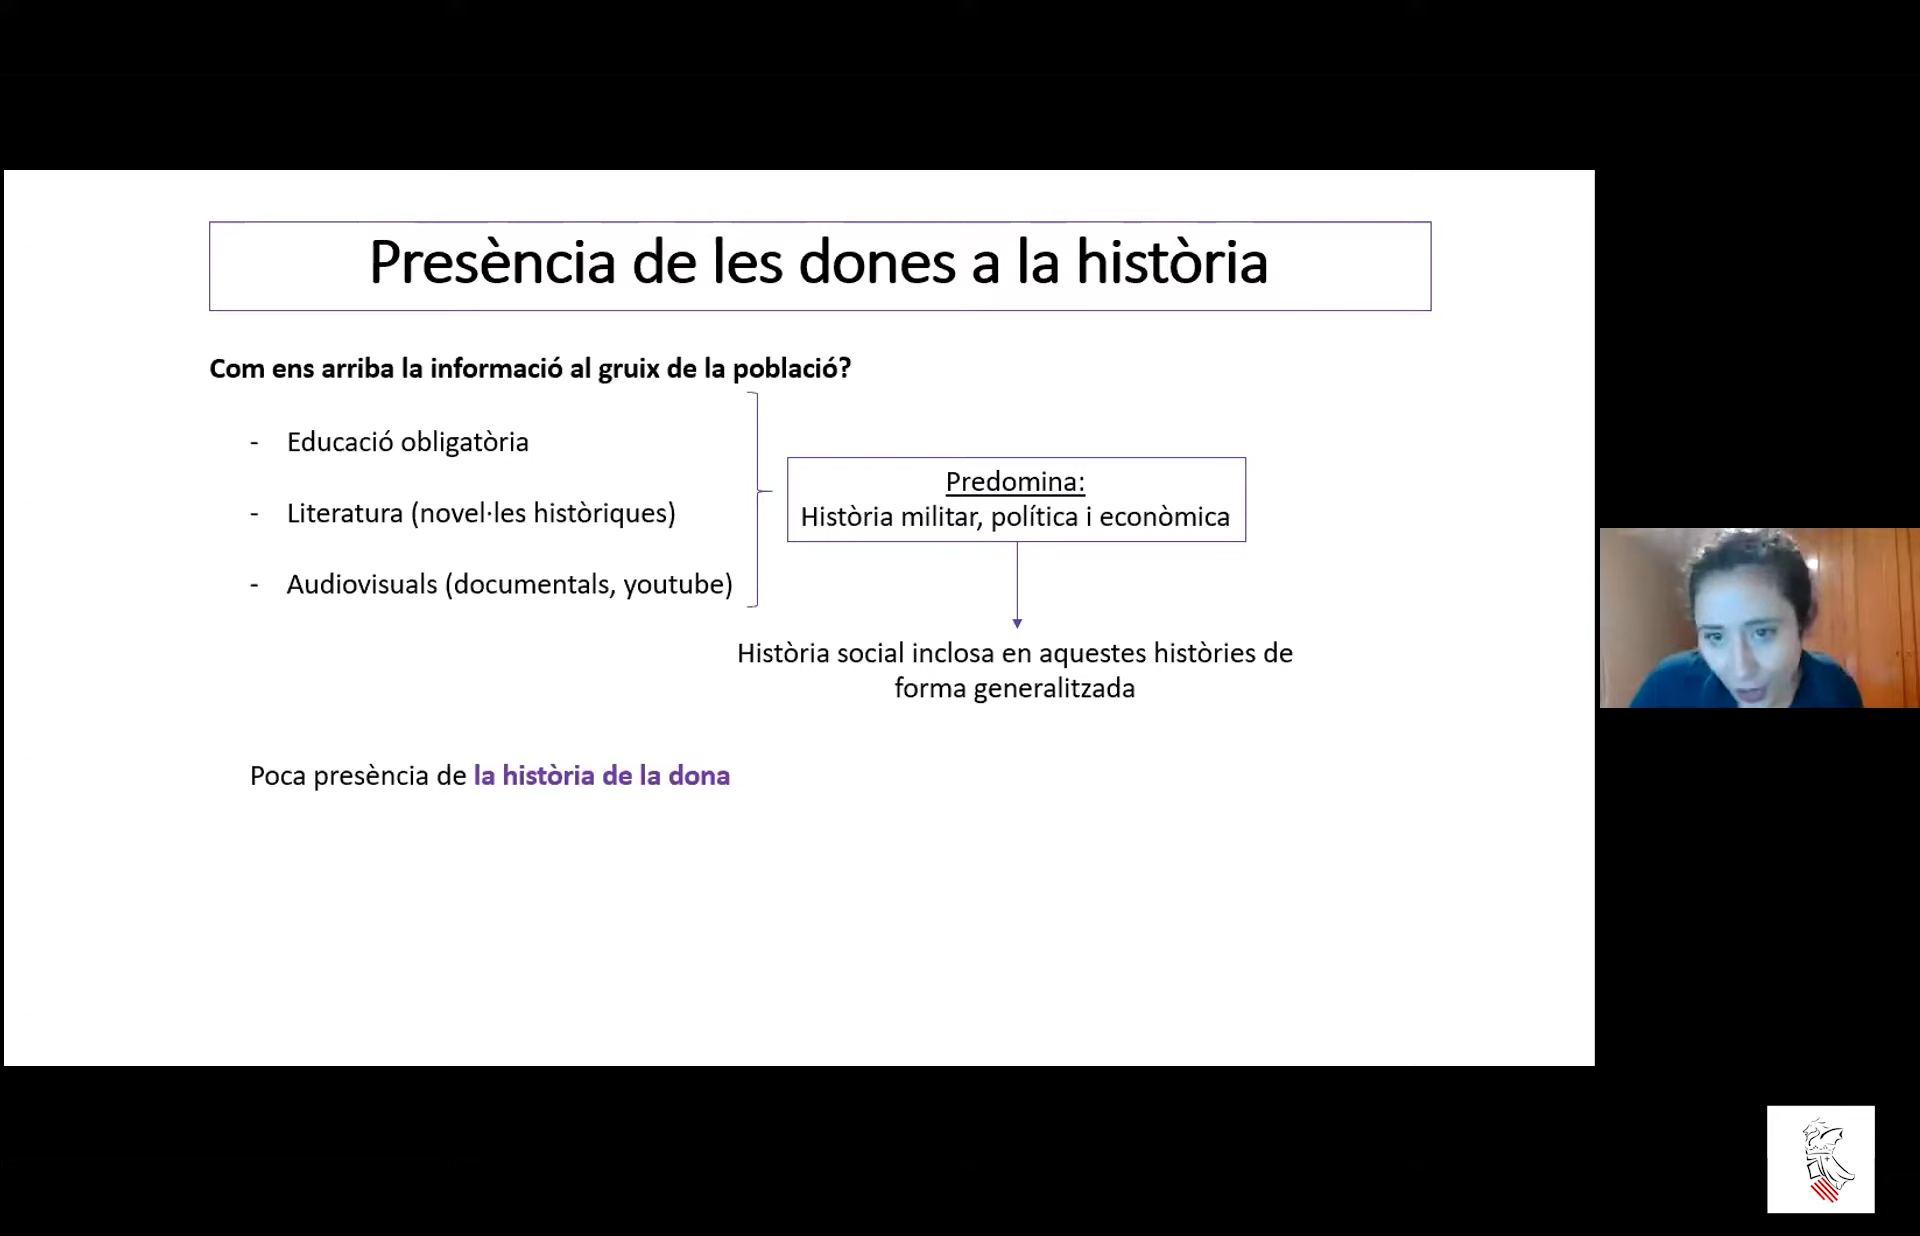 Presència de les dones a la història
Com ens arriba la informació al gruix de la població?
- Educació obligatòria
- Literatura (novel·les històriques)
- Audiovisuals (documentals, youtube)
Predomina:
Història militar, política i econòmica
Història social inclosa en aquestes històries de
forma generalitzada
Poca presència de la història de la dona